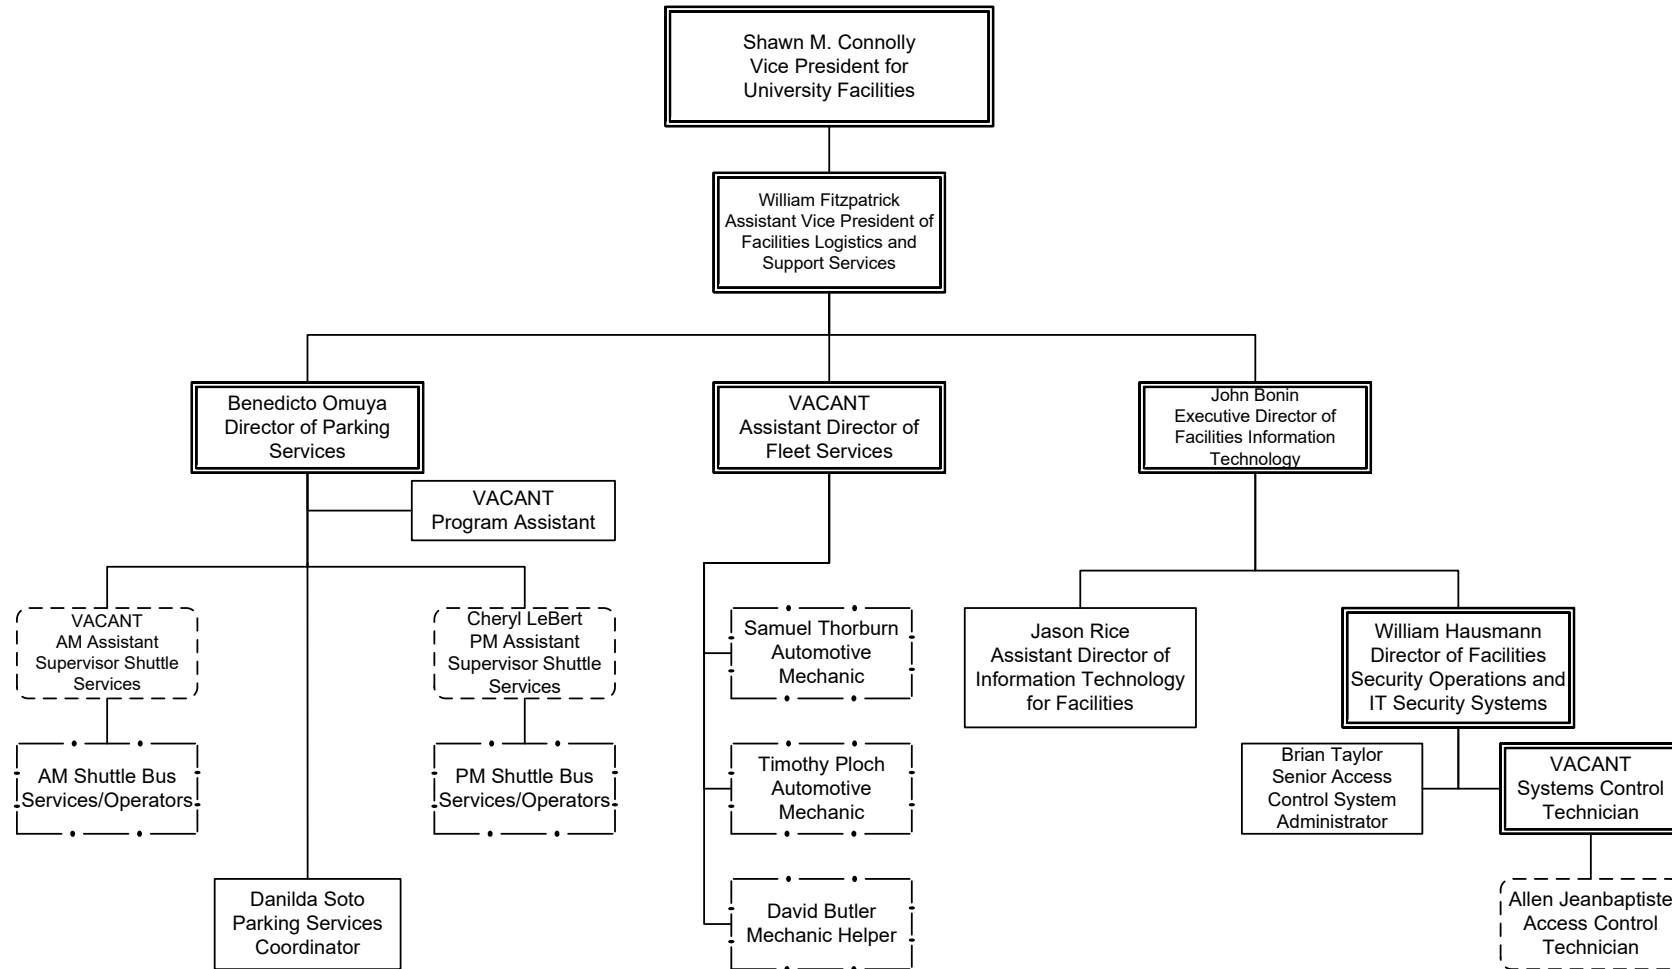 Shawn M. Connolly
Vice President for
University Facilities
William Fitzpatrick
Assistant Vice President of
Facilities Logistics and
Support Services
Benedicto Omuya
Director of Parking
Services
VACANT
Assistant Director of
Fleet Services
John Bonin
Executive Director of
Facilities Information
Technology
VACANT
Program Assistant
VACANT
AM Assistant
Supervisor Shuttle
Services
Cheryl LeBert
PM Assistant
Supervisor Shuttle
Services
Samuel Thorburn
Automotive
Mechanic
Jason Rice
Assistant Director of
Information Technology
for Facilities
William Hausmann
Director of Facilities
Security Operations and
IT Security Systems
AM Shuttle Bus
Services/Operators
PM Shuttle Bus
Services/Operators
Timothy Ploch
Automotive
Mechanic
Brian Taylor
Senior Access
Control System
Administrator
VACANT
Systems Control
Technician
Danilda Soto
Parking Services
Coordinator
David Butler
Mechanic Helper
Allen Jeanbaptiste
Access Control
Technician